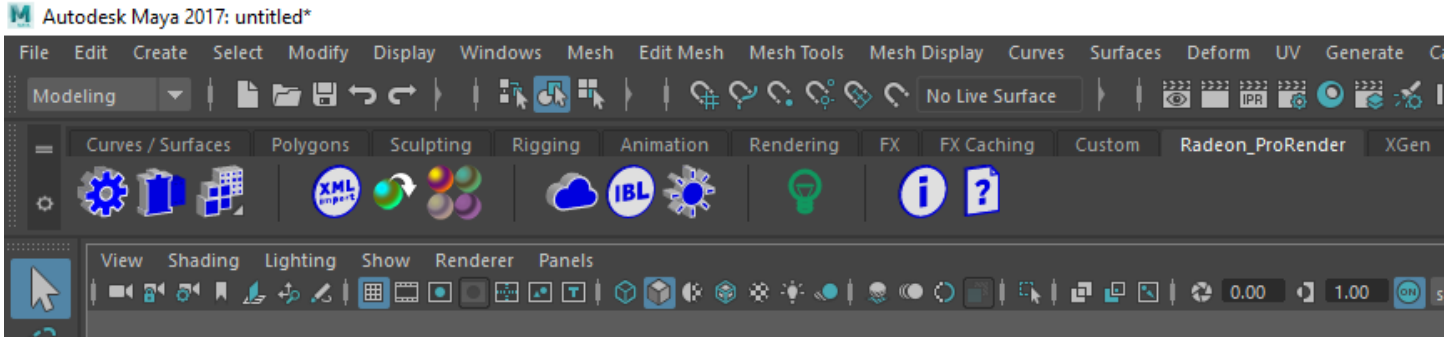 Autodesk Maya 2017: untitled*
File Edit Create Select Modify Display Windows Mesh Edit Mesh Mesh Tools Mesh Display Curves Surfaces Deform UV Generate
Modeling No Live Surface IPR
Curves / Surfaces Polygons Sculpting Rigging Animation Rendering FX FX Caching Custom Radeon_ProRender XGen
XML import IBL i ?
View Shading Lighting Show Renderer Panels
T 0.00 1.00 ON